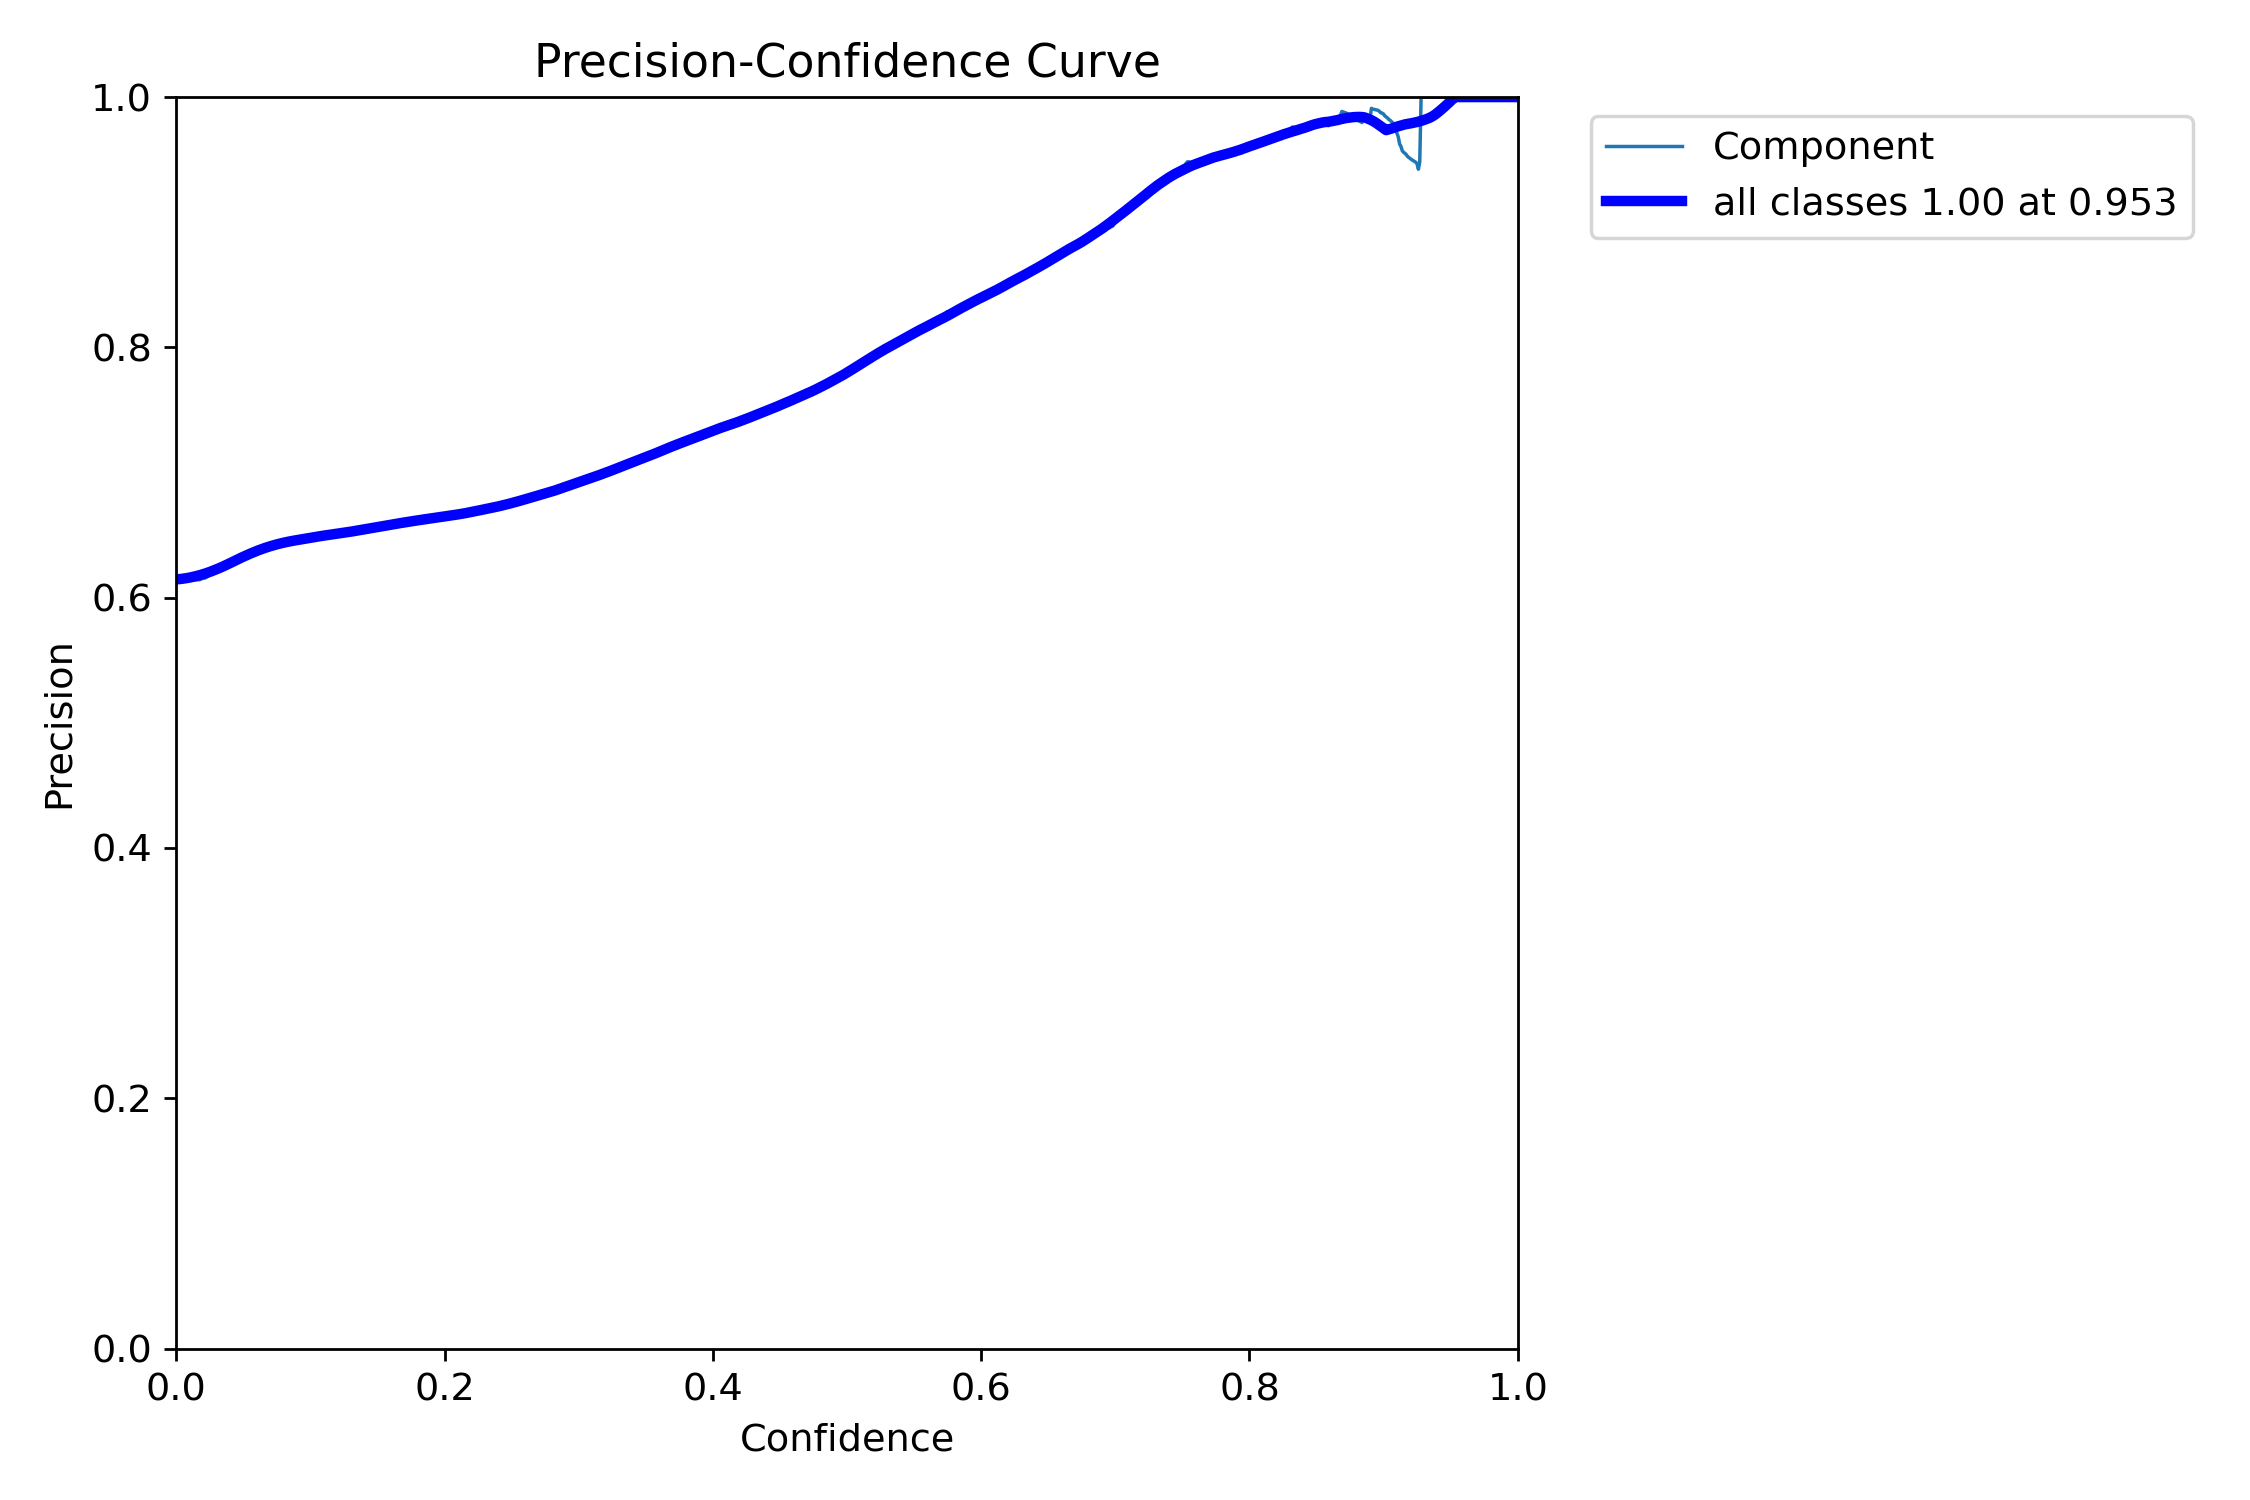 Precision-Confidence Curve
1.0
0.8
0.6
0.4
0.2
0.0
Precision
0.0 0.2 0.4 0.6 0.8 1.0
Confidence
Component
all classes 1.00 at 0.953